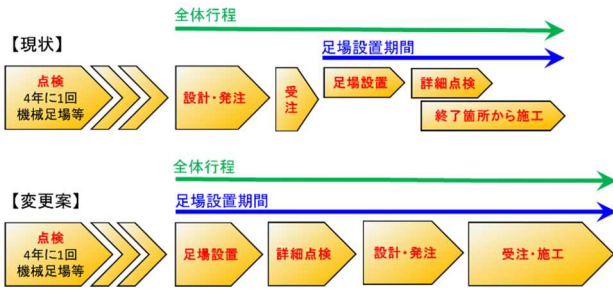 全体行程
【現状】
足場設置期間
点検
4年に1回
機械足場等
設計・発注
受
注
足場設置
詳細点検
終了箇所から施工
全体行程
【変更案】
足場設置期間
点検
4年に1回
機械足場等
足場設置
詳細点検
設計・発注
受注・施工